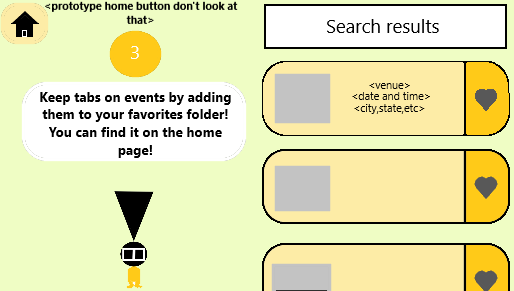 <prototype home button don't look at
that>
3
Keep tabs on events by adding
them to your favorites folder!
You can find it on the home
page!
Search results
<venue>
<date and time>
<city,state,etc>